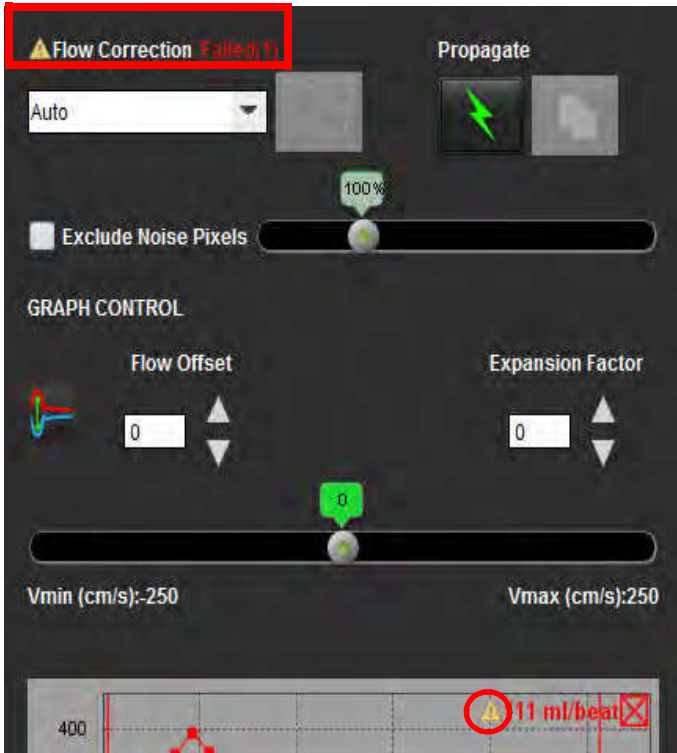 Flow Correction Failed(1)
Propagate
Auto
100%
Exclude Noise Pixels
GRAPH CONTROL
Flow Offset
Expansion Factor
0
0
0
Vmin (cm/s):-250
Vmax (cm/s):250
11 ml/beat
400